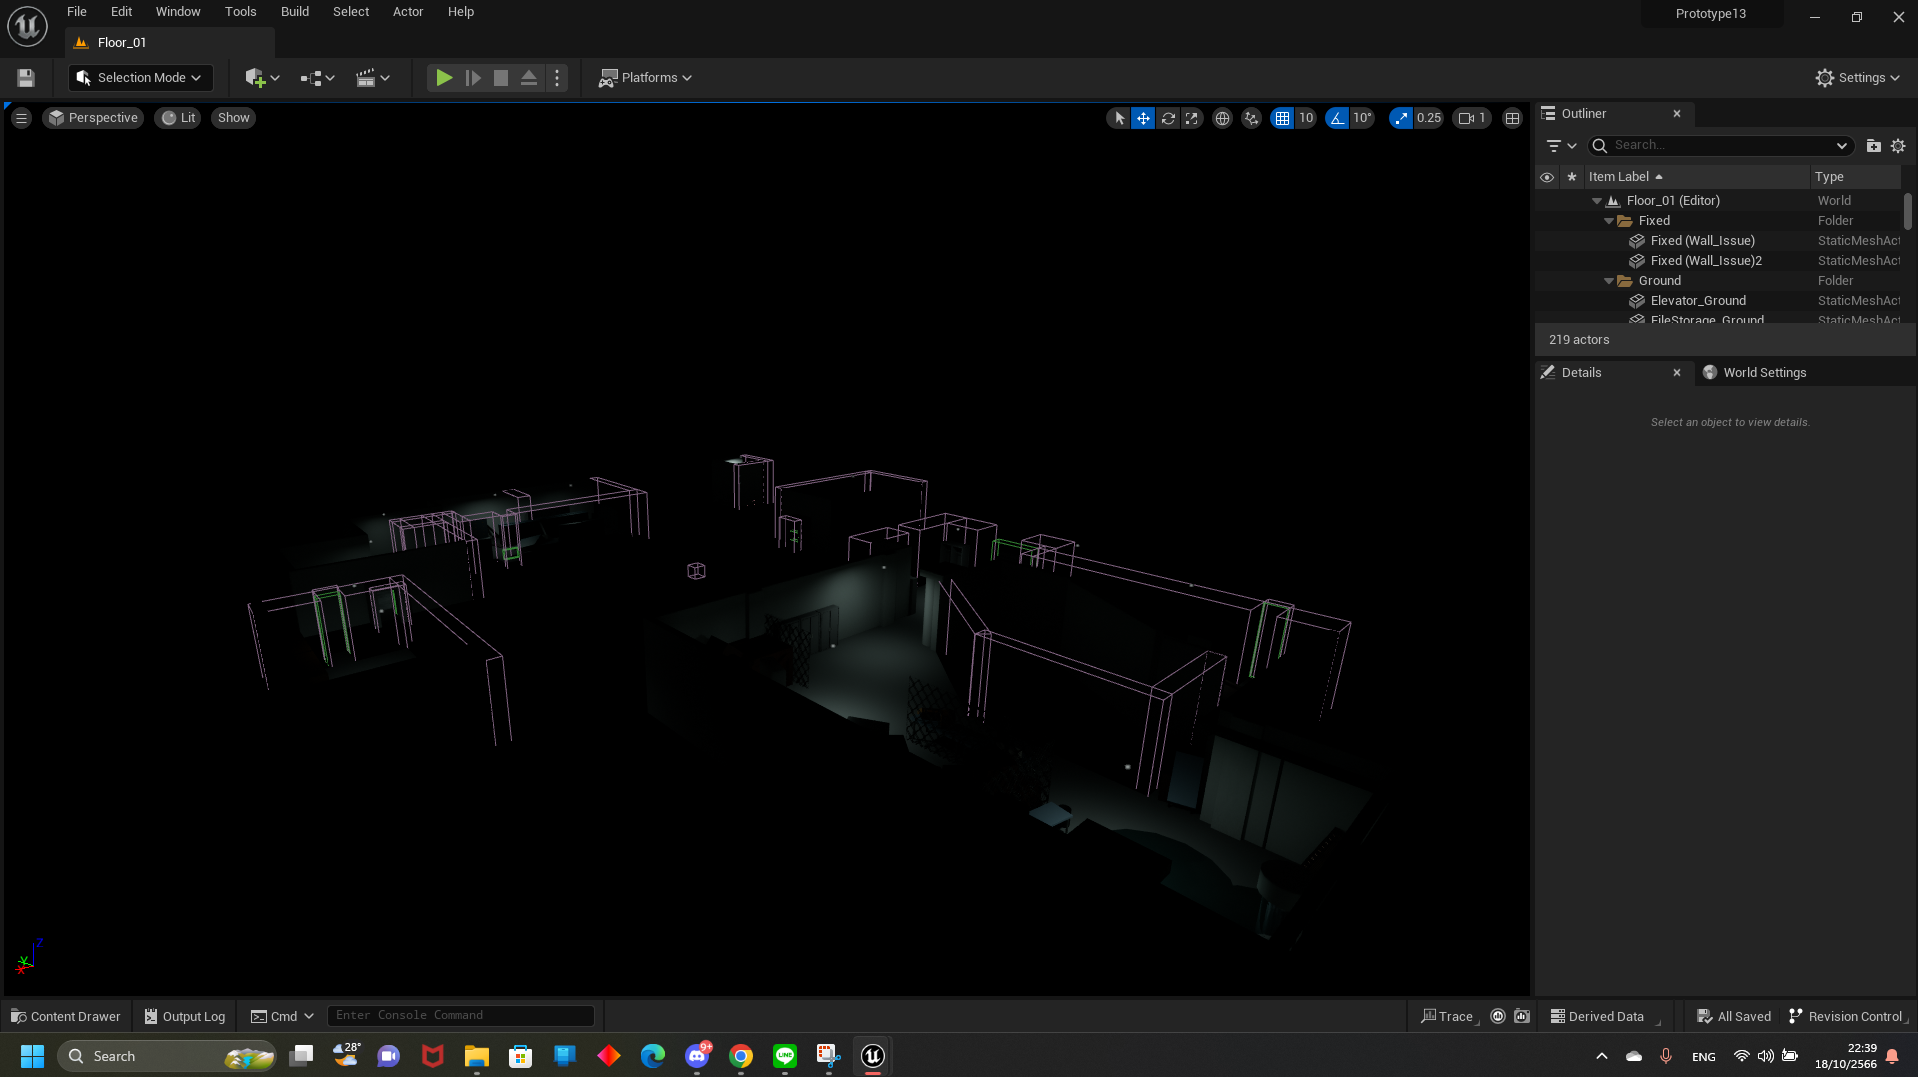 File Edit Window Tools Build Select Actor Help
Prototype13
Floor_01
Selection Mode
Platforms
Settings
Perspective Lit Show
10 10° 0.25 1
Outliner
Search...
Item Label Type
Floor_01 (Editor) World
Fixed Folder
Fixed (Wall_Issue) StaticMeshAct
Fixed (Wall_Issue)2 StaticMeshAct
Ground Folder
Elevator_Ground StaticMeshAct
FileStorage_Ground StaticMeshAct
219 actors
Details World Settings
Select an object to view details.
Z
Y
X
Content Drawer Output Log Cmd Enter Console Command
Trace Derived Data All Saved Revision Control
Search
28°
9+
LINE
ENG
22:39
18/10/2566